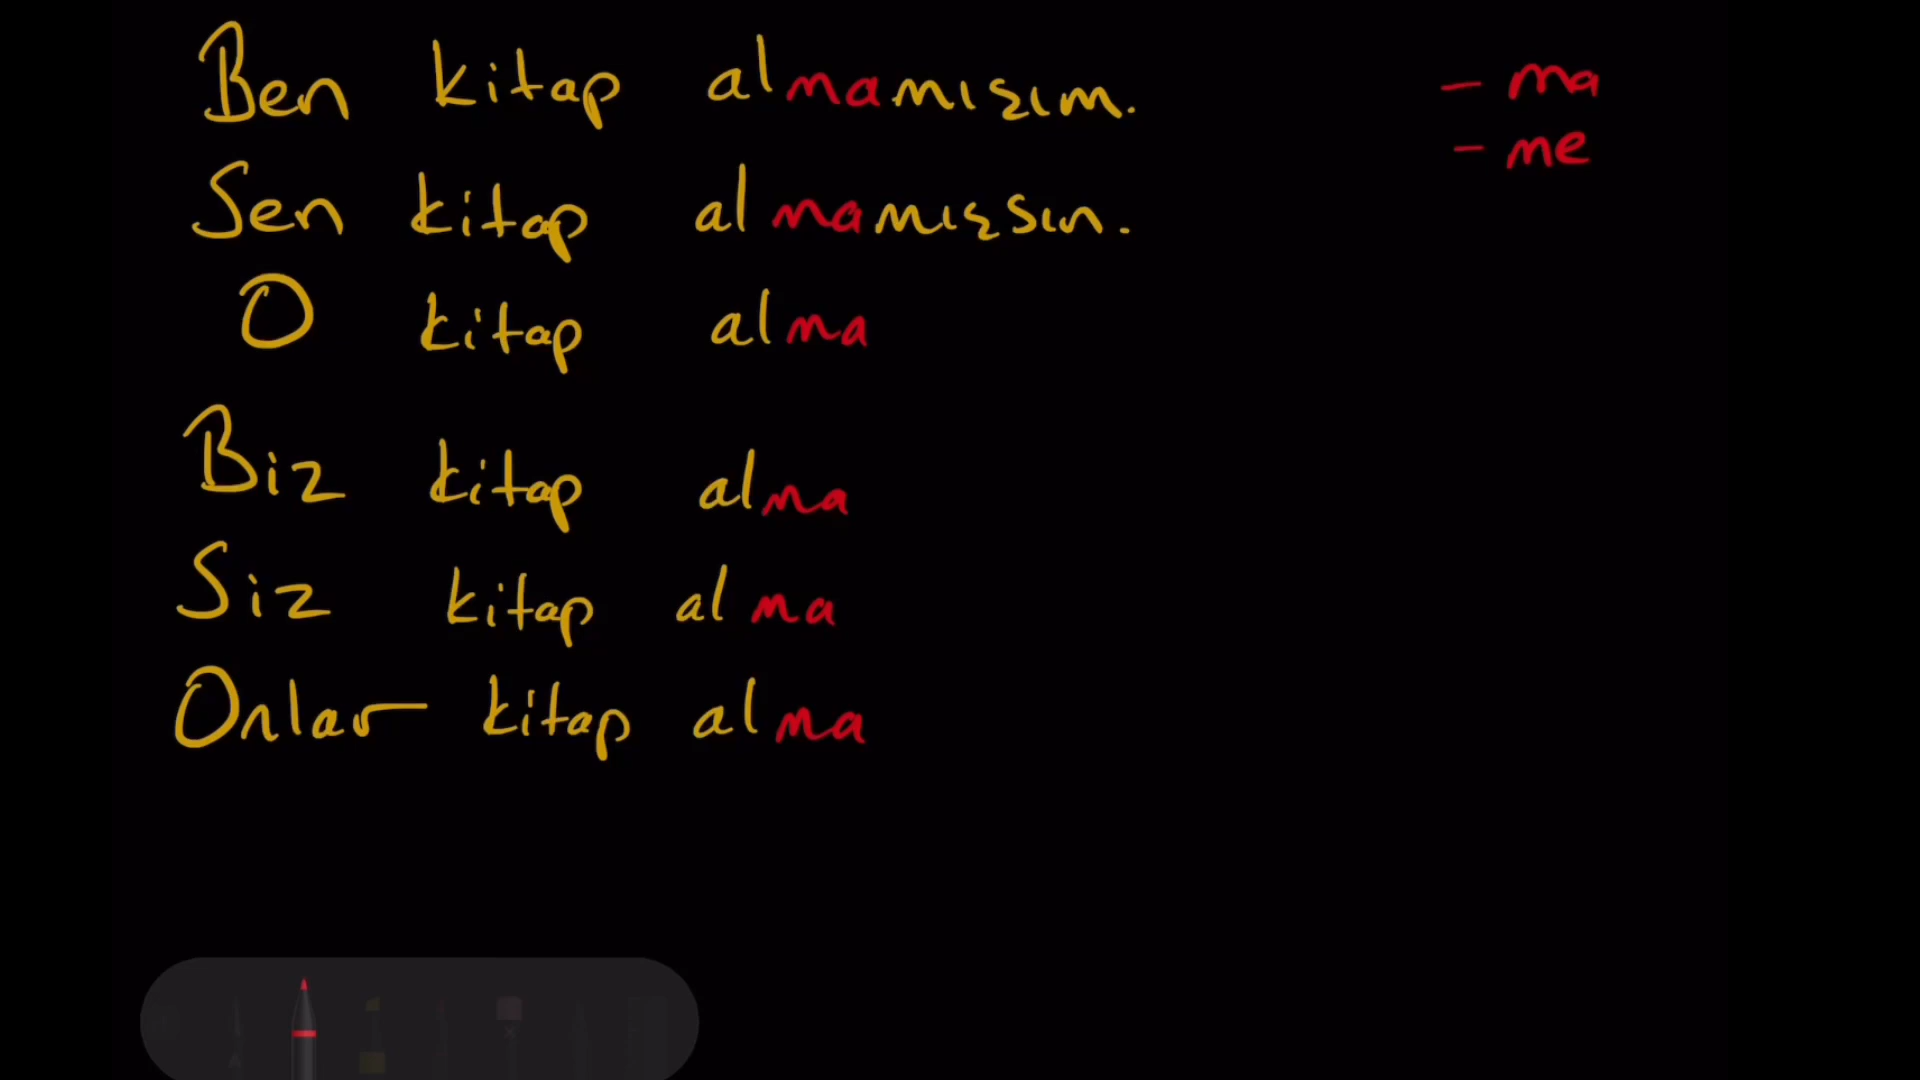 Ben kitap almamışım.
- ma
- me
Sen kitap almamışsın.
O kitap alma
Biz kitap alma
Siz kitap alma
Onlar kitap alma